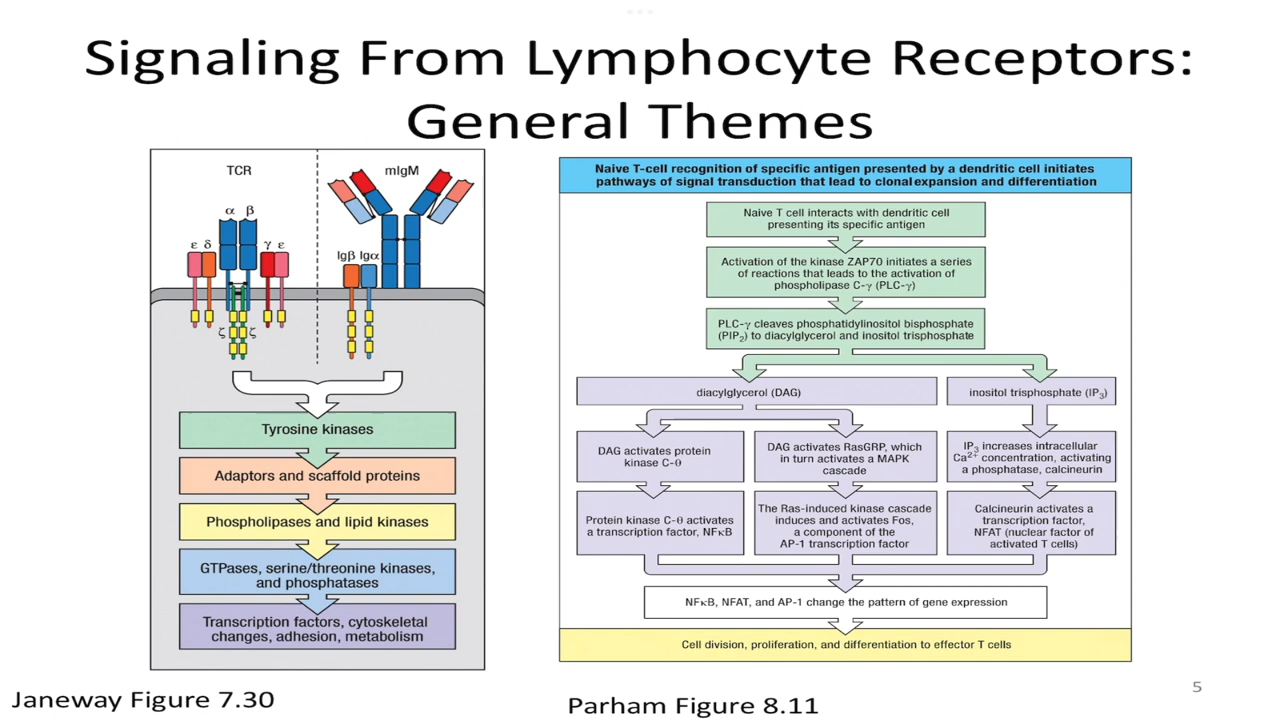 Signaling From Lymphocyte Receptors:
General Themes
TCR
mIgM
α β
ε δ
γ ε
Igβ Igα
ζ ζ
Tyrosine kinases
Adaptors and scaffold proteins
Phospholipases and lipid kinases
GTPases, serine/threonine kinases,
and phosphatases
Transcription factors, cytoskeletal
changes, adhesion, metabolism
Janeway Figure 7.30
Naive T-cell recognition of specific antigen presented by a dendritic cell initiates
pathways of signal transduction that lead to clonal expansion and differentiation
Naive T cell interacts with dendritic cell
presenting its specific antigen
Activation of the kinase ZAP70 initiates a series
of reactions that leads to the activation of
phospholipase C-γ (PLC-γ)
PLC-γ cleaves phosphatidylinositol bisphosphate
(PIP₂) to diacylglycerol and inositol trisphosphate
diacylglycerol (DAG)
inositol trisphosphate (IP₃)
DAG activates protein
kinase C-θ
DAG activates RasGRP, which
in turn activates a MAPK
cascade
IP₃ increases intracellular
Ca²⁺ concentration, activating
a phosphatase, calcineurin
Protein kinase C-θ activates
a transcription factor, NFκB
The Ras-induced kinase cascade
induces and activates Fos,
a component of the
AP-1 transcription factor
Calcineurin activates a
transcription factor,
NFAT (nuclear factor of
activated T cells)
NFκB, NFAT, and AP-1 change the pattern of gene expression
Cell division, proliferation, and differentiation to effector T cells
Parham Figure 8.11
5